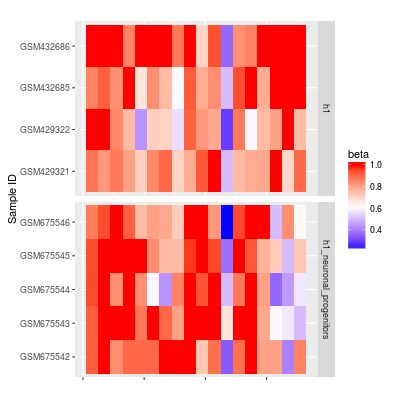 Sample ID
GSM432686
GSM432685
GSM429322
GSM429321
h1
GSM675546
GSM675545
GSM675544
GSM675543
GSM675542
h1_neuronal_progenitors
beta
1.0
0.8
0.6
0.4